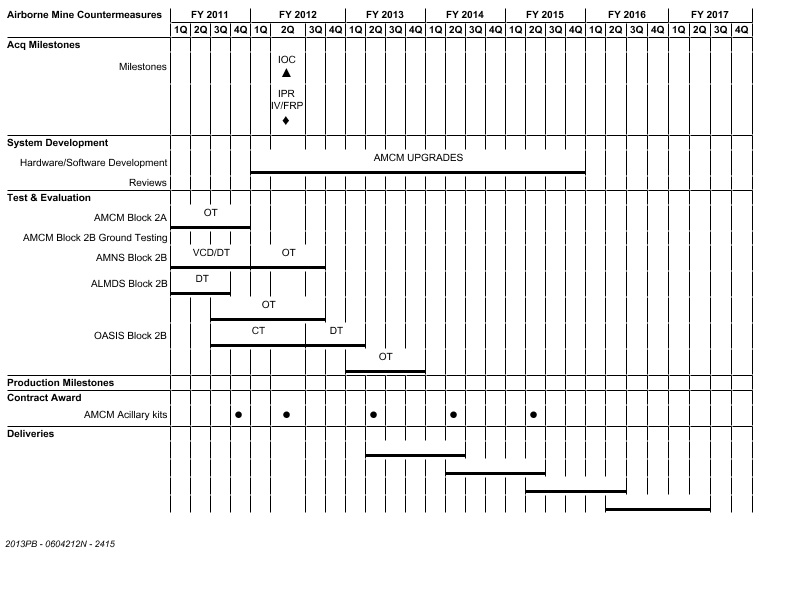 Airborne Mine Countermeasures FY 2011 FY 2012 FY 2013 FY 2014 FY 2015 FY 2016 FY 2017
1Q 2Q 3Q 4Q 1Q 2Q 3Q 4Q 1Q 2Q 3Q 4Q 1Q 2Q 3Q 4Q 1Q 2Q 3Q 4Q 1Q 2Q 3Q 4Q 1Q 2Q 3Q 4Q
Acq Milestones
IOC
Milestones
IPR
IV/FRP
System Development
AMCM UPGRADES
Hardware/Software Development
Reviews
Test & Evaluation
OT
AMCM Block 2A
AMCM Block 2B Ground Testing
VCD/DT OT
AMNS Block 2B
DT
ALMDS Block 2B
OT
CT DT
OASIS Block 2B
OT
Production Milestones
Contract Award
AMCM Acillary kits
Deliveries
2013PB - 0604212N - 2415